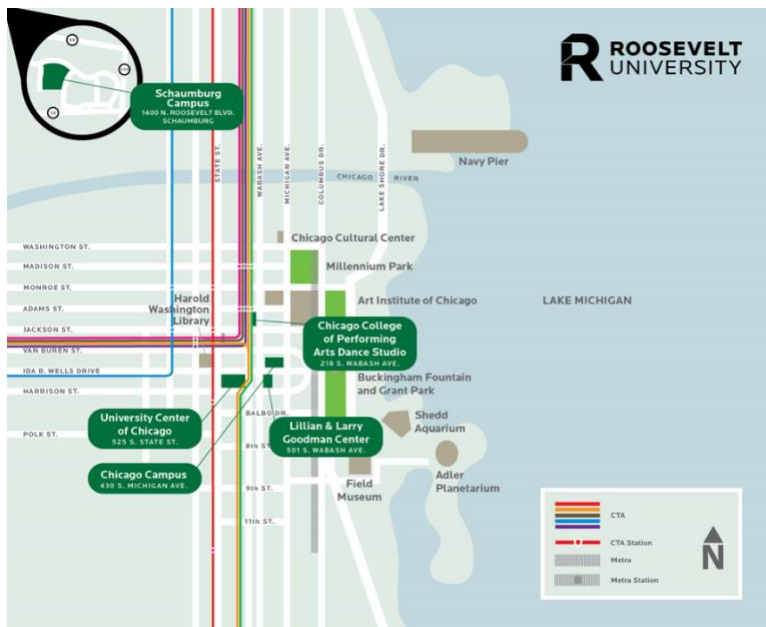 ROOSEVELT
UNIVERSITY
Schaumburg
Campus
1400 N. ROOSEVELT BLVD.
SCHAUMBURG
STATE ST.
WABASH AVE.
MICHIGAN AVE.
COLUMBUS DR.
LAKE SHORE DR.
Navy Pier
CHICAGO RIVER
Chicago Cultural Center
WASHINGTON ST.
MADISON ST.
Millennium Park
MONROE ST.
Harold
Washington
Library
ADAMS ST.
Art Institute of Chicago
LAKE MICHIGAN
JACKSON ST.
Chicago College
of Performing
Arts Dance Studio
218 S. WABASH AVE.
VAN BUREN ST.
IDA B. WELLS DRIVE
HARRISON ST.
Buckingham Fountain
and Grant Park
University Center
of Chicago
525 S. STATE ST.
BALBO DR.
Lillian & Larry
Goodman Center
501 S. WABASH AVE.
Shedd
Aquarium
POLK ST.
8th ST.
Chicago Campus
430 S. MICHIGAN AVE.
Field
Museum
Adler
Planetarium
9th ST.
11th ST.
CTA
CTA Station
Metra
Metra Station
N